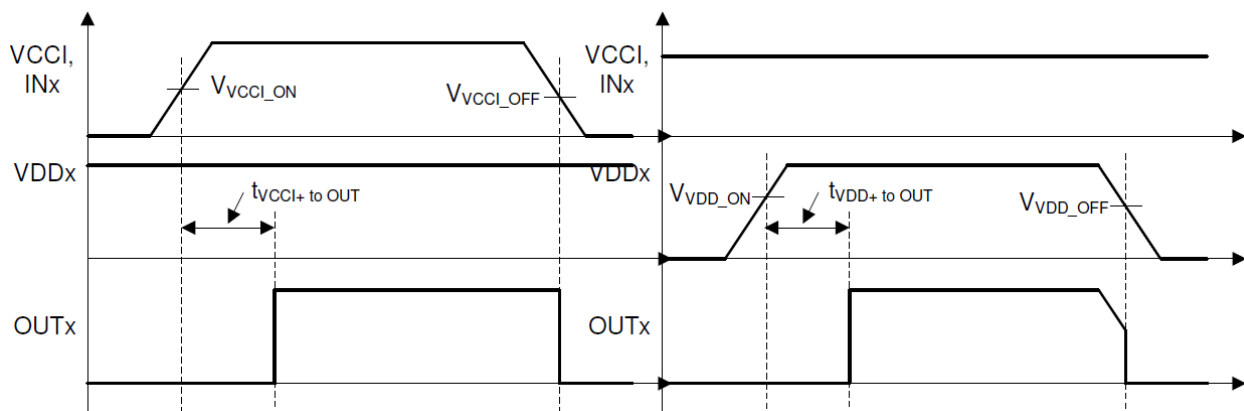 VCCI,
INx
VVCCI_ON
VVCCI_OFF
VDDx
tVCCI+ to OUT
OUTx
VCCI,
INx
VDDx
VVDD_ON
tVDD+ to OUT
VVDD_OFF
OUTx